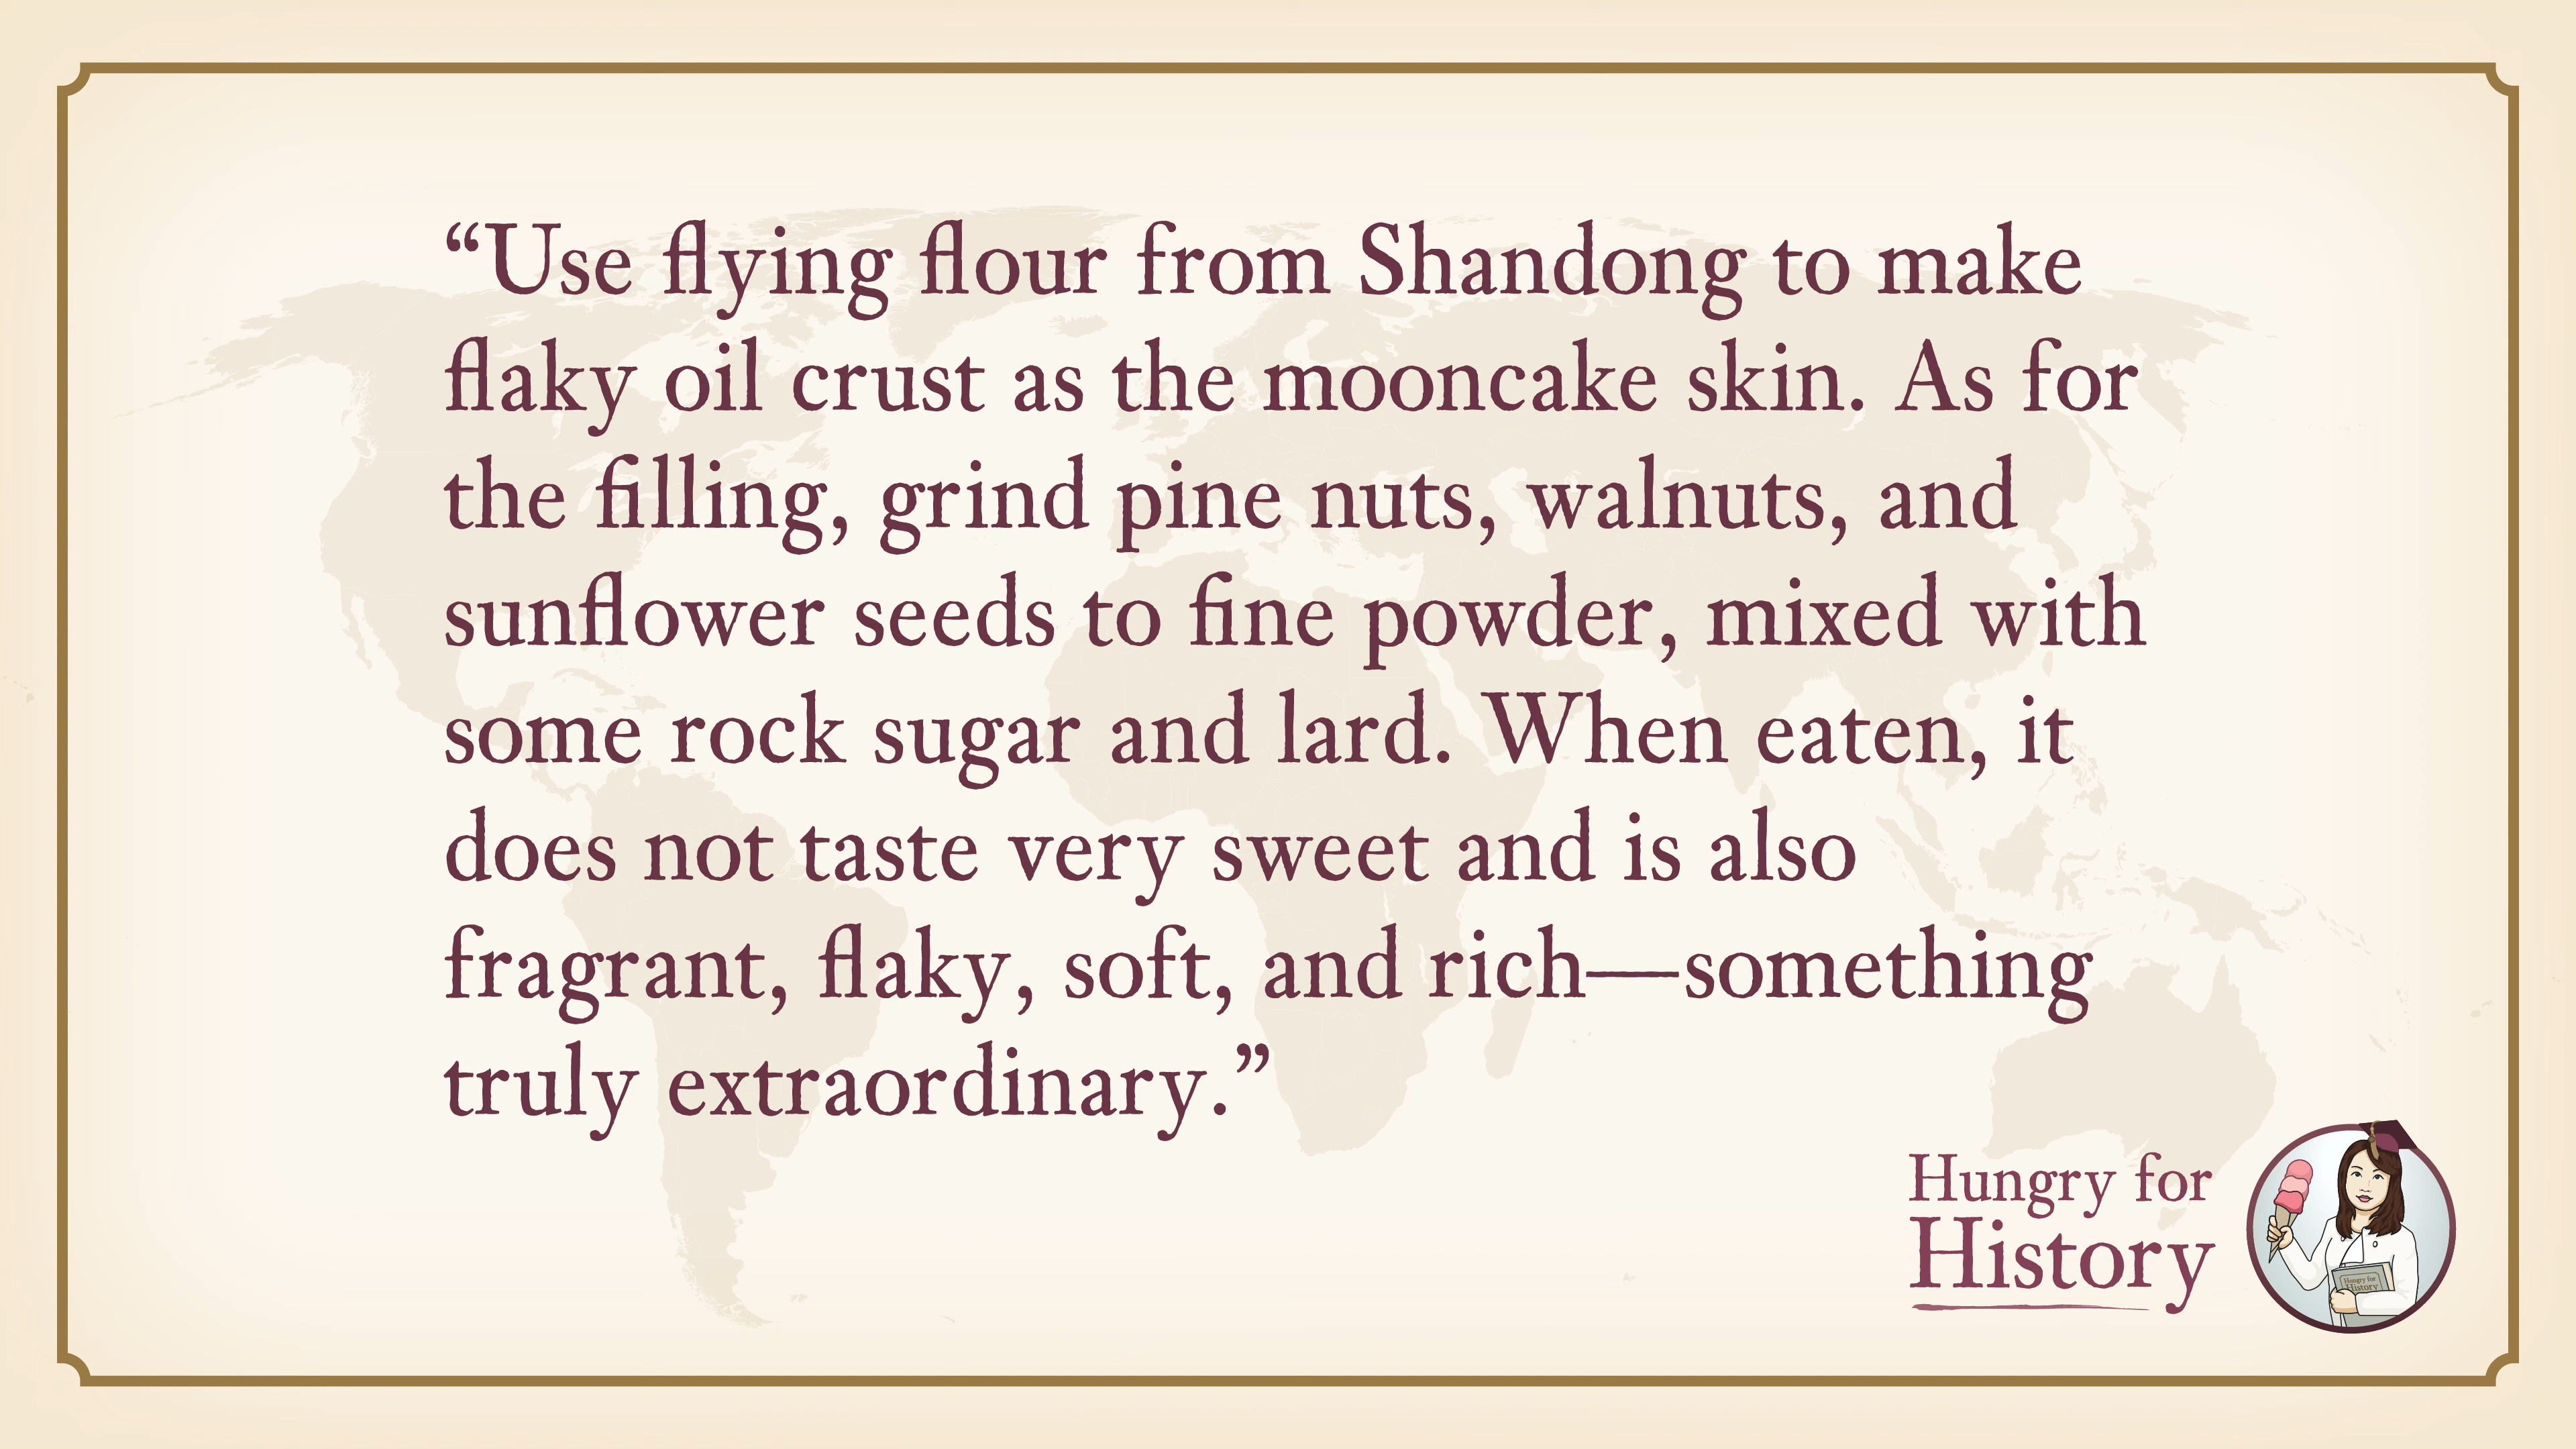 “Use flying flour from Shandong to make
flaky oil crust as the mooncake skin. As for
the filling, grind pine nuts, walnuts, and
sunflower seeds to fine powder, mixed with
some rock sugar and lard. When eaten, it
does not taste very sweet and is also
fragrant, flaky, soft, and rich—something
truly extraordinary.”
Hungry for
History
Hungry for
History